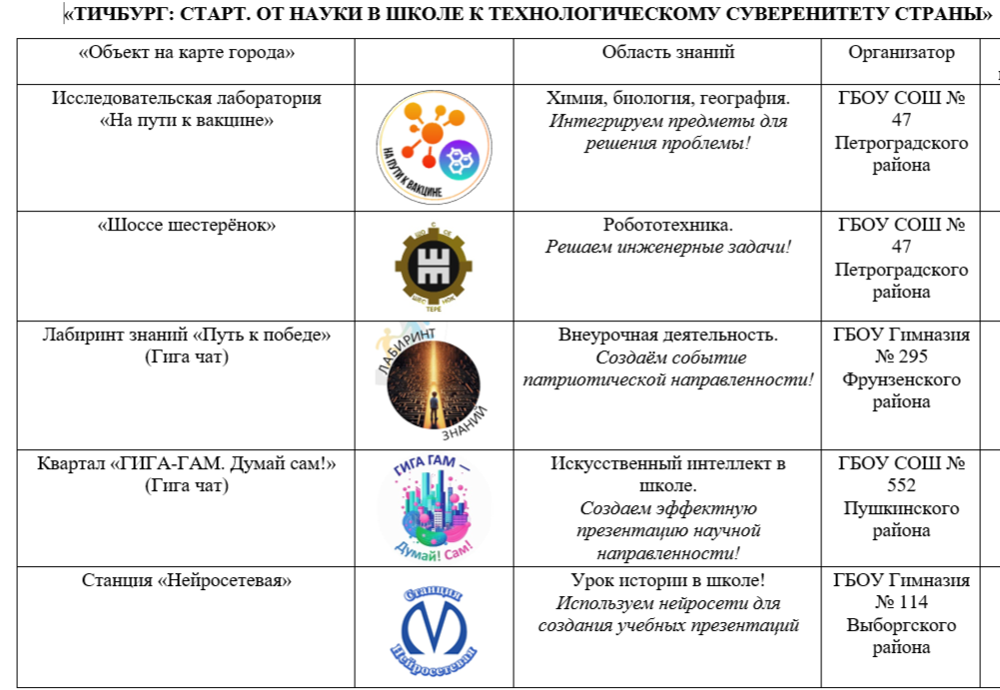 «ТИЧБУРГ: СТАРТ. ОТ НАУКИ В ШКОЛЕ К ТЕХНОЛОГИЧЕСКОМУ СУВЕРЕНИТЕТУ СТРАНЫ»
«Объект на карте города»
Область знаний
Организатор
Исследовательская лаборатория
«На пути к вакцине»
НА ПУТИ К ВАКЦИНЕ
Химия, биология, география.
Интегрируем предметы для
решения проблемы!
ГБОУ СОШ №
47
Петроградского
района
«Шоссе шестерёнок»
ШО С СЕ
ШЕС ТЕРЕ НОК
Робототехника.
Решаем инженерные задачи!
ГБОУ СОШ №
47
Петроградского
района
Лабиринт знаний «Путь к победе»
(Гига чат)
ЛАБИРИНТ
ЗНАНИЙ
Внеурочная деятельность.
Создаём событие
патриотической направленности!
ГБОУ Гимназия
№ 295
Фрунзенского
района
Квартал «ГИГА-ГАМ. Думай сам!»
(Гига чат)
ГИГА ГАМ —
Думай! Сам!
Искусственный интеллект в
школе.
Создаем эффектную
презентацию научной
направленности!
ГБОУ СОШ №
552
Пушкинского
района
Станция «Нейросетевая»
Станция
Нейросетевая
Урок истории в школе!
Используем нейросети для
создания учебных презентаций
ГБОУ Гимназия
№ 114
Выборгского
района